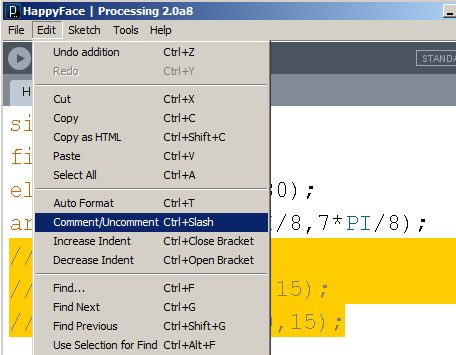 HappyFace | Processing 2.0a8
File Edit Sketch Tools Help
STANDA
H
Undo addition Ctrl+Z
Redo Ctrl+Y
Cut Ctrl+X
Copy Ctrl+C
Copy as HTML Ctrl+Shift+C
Paste Ctrl+V
Select All Ctrl+A
Auto Format Ctrl+T
Comment/Uncomment Ctrl+Slash
Increase Indent Ctrl+Close Bracket
Decrease Indent Ctrl+Open Bracket
Find... Ctrl+F
Find Next Ctrl+G
Find Previous Ctrl+Shift+G
Use Selection for Find Ctrl+Alt+F
si
fi
el 0);
ar /8,7*PI/8);
//
// 15);
// ,15);